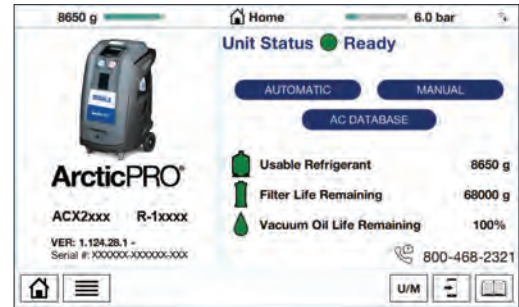 8650 g
Home
6.0 bar
Unit Status Ready
AUTOMATIC
MANUAL
AC DATABASE
ArcticPRO®
ACX2xxx R-1xxxx
VER: 1.124.28.1 -
Serial #: XXXXXX-XXXXXX-XXX
Usable Refrigerant 8650 g
Filter Life Remaining 68000 g
Vacuum Oil Life Remaining 100%
800-468-2321
U/M